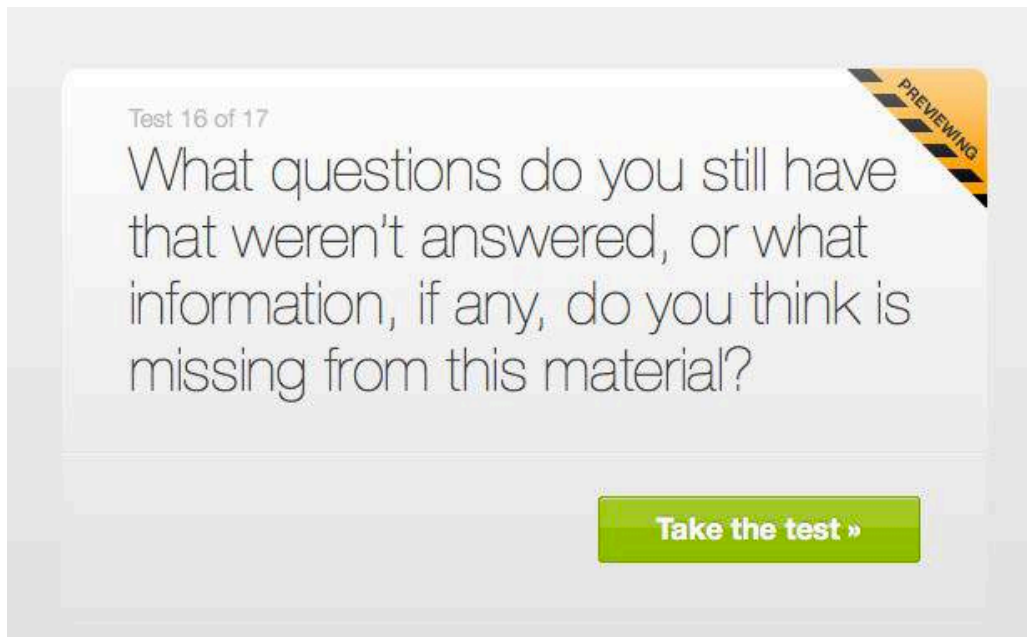 Test 16 of 17
PREVIEWING
What questions do you still have
that weren't answered, or what
information, if any, do you think is
missing from this material?
Take the test »